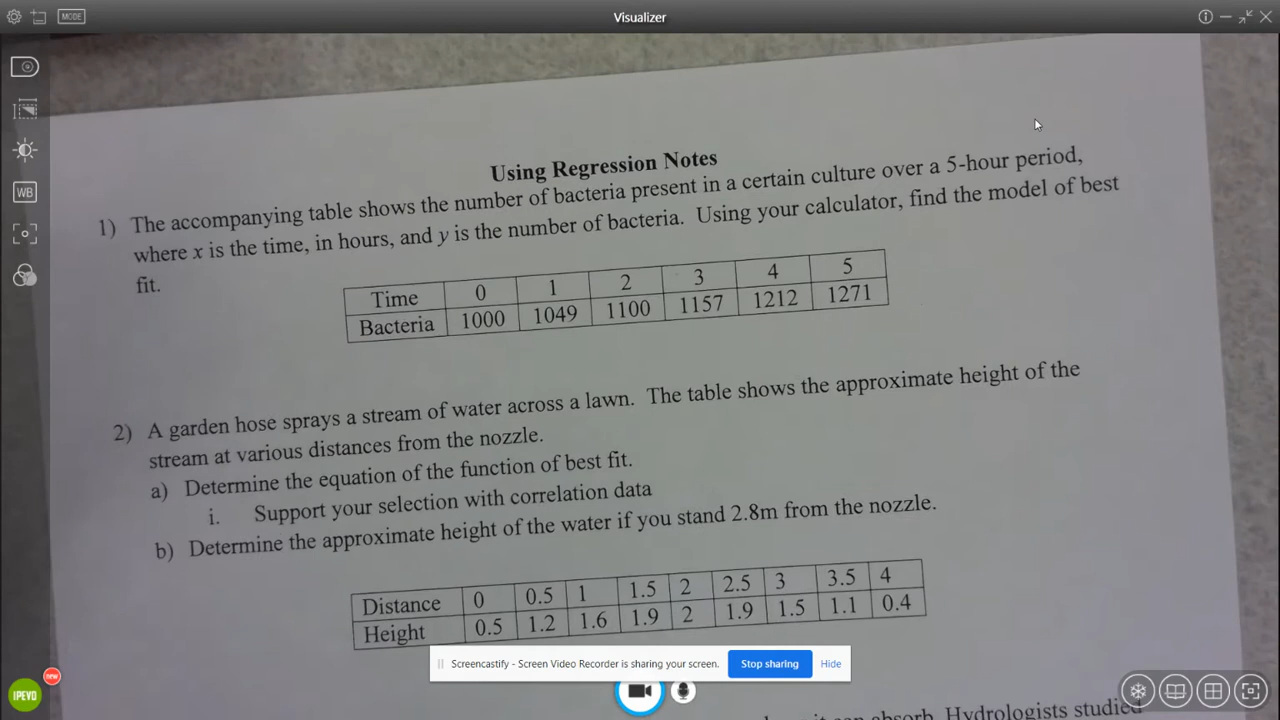 MODE
Visualizer
WB
Using Regression Notes
1) The accompanying table shows the number of bacteria present in a certain culture over a 5-hour period,
where x is the time, in hours, and y is the number of bacteria. Using your calculator, find the model of best
fit.
Time 0 1 2 3 4 5
Bacteria 1000 1049 1100 1157 1212 1271
2) A garden hose sprays a stream of water across a lawn. The table shows the approximate height of the
stream at various distances from the nozzle.
a) Determine the equation of the function of best fit.
i. Support your selection with correlation data
b) Determine the approximate height of the water if you stand 2.8m from the nozzle.
Distance 0 0.5 1 1.5 2 2.5 3 3.5 4
Height 0.5 1.2 1.6 1.9 2 1.9 1.5 1.1 0.4
Screencastify - Screen Video Recorder is sharing your screen. Stop sharing Hide
new
IPEVO
it can absorb. Hydrologists studied